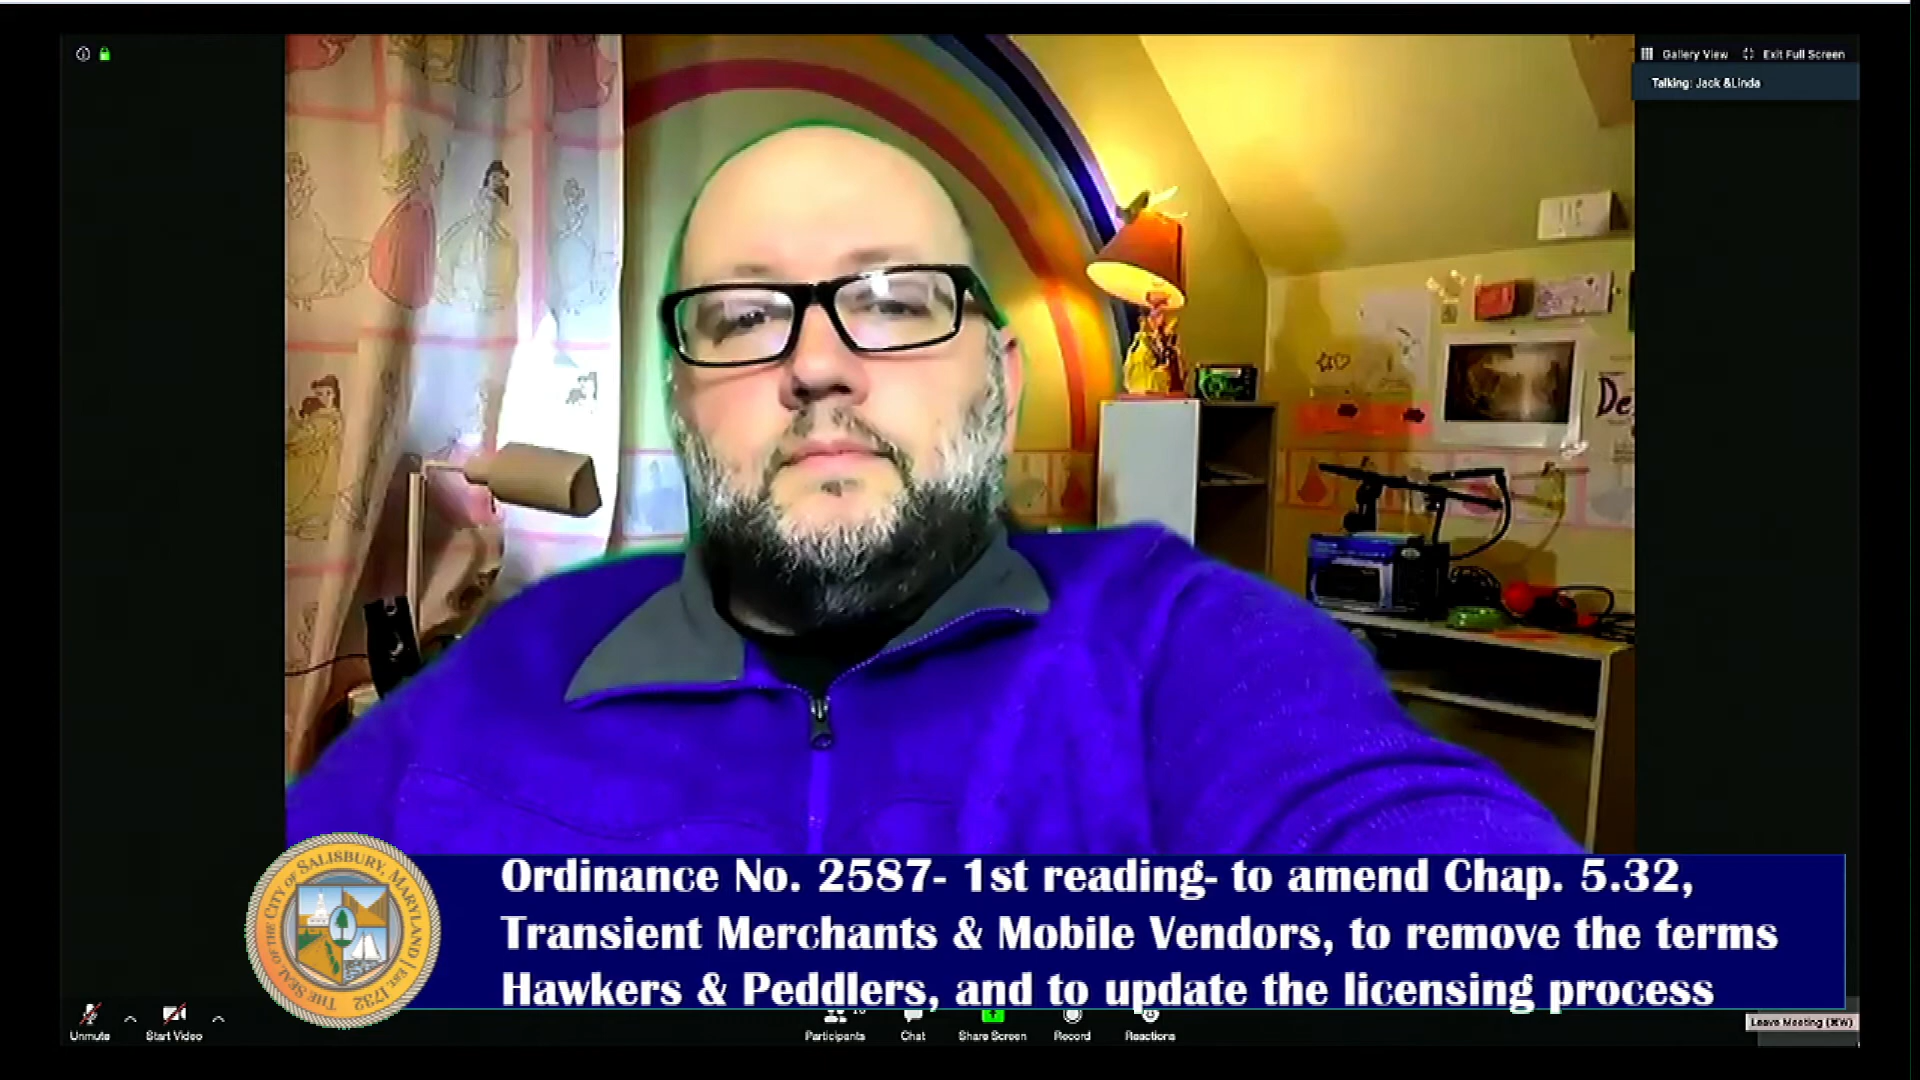 Gallery View Exit Full Screen
Talking: Jack &Linda
De
Ordinance No. 2587- 1st reading- to amend Chap. 5.32,
Transient Merchants & Mobile Vendors, to remove the terms
Hawkers & Peddlers, and to update the licensing process
THE SEAL OF THE CITY OF SALISBURY, MARYLAND | EST. 1732
Unmute Start Video Participants Chat Share Screen Record Reactions
Leave Meeting (⌘W)